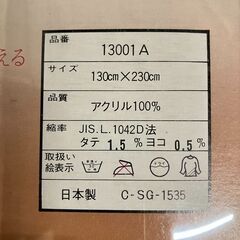 える
品番 13001A
サイズ 130cm×230cm
品質 アクリル100%
縮率 JIS.L.1042D法
タテ 1.5% ヨコ 0.5%
取扱い
絵表示
日本製 C-SG-1535